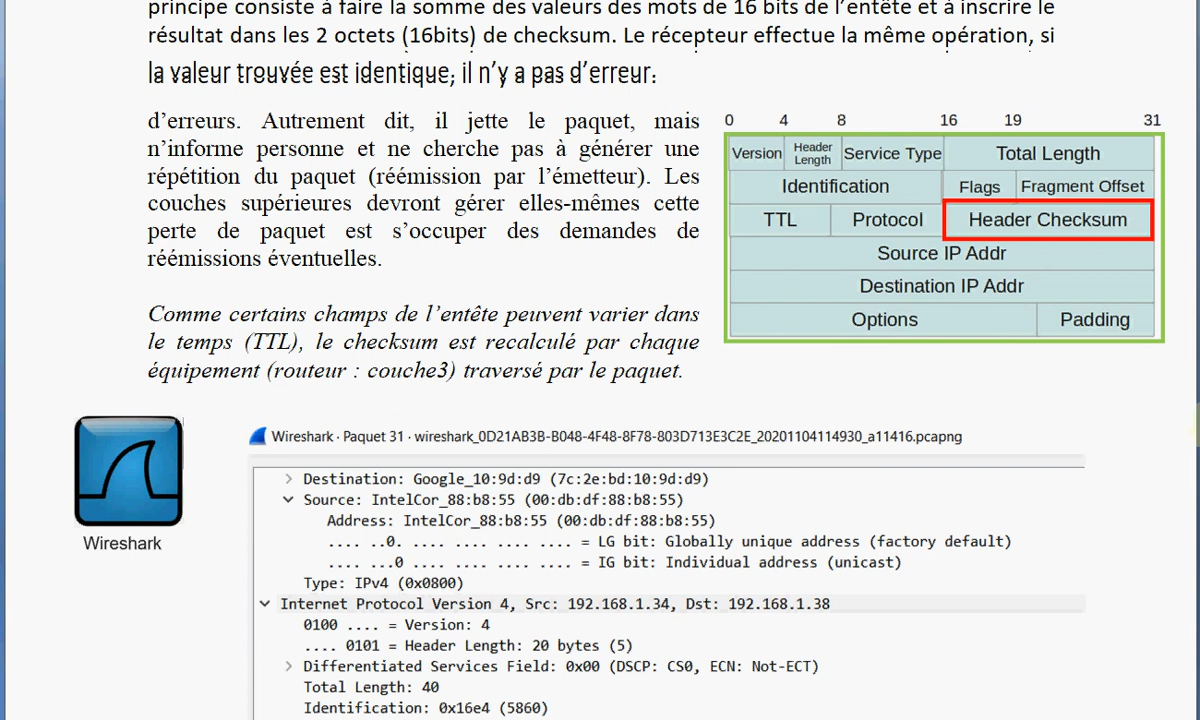 principe consiste à faire la somme des valeurs des mots de 16 bits de l'entête et à inscrire le
résultat dans les 2 octets (16bits) de checksum. Le récepteur effectue la même opération, si
la valeur trouvée est identique, il n'y a pas d'erreur.
d'erreurs. Autrement dit, il jette le paquet, mais
n'informe personne et ne cherche pas à générer une
répétition du paquet (réémission par l'émetteur). Les
couches supérieures devront gérer elles-mêmes cette
perte de paquet est s'occuper des demandes de
réémissions éventuelles.
Comme certains champs de l'entête peuvent varier dans
le temps (TTL), le checksum est recalculé par chaque
équipement (routeur : couche3) traversé par le paquet.
0 4 8 16 19 31
Version Header Length Service Type Total Length
Identification Flags Fragment Offset
TTL Protocol Header Checksum
Source IP Addr
Destination IP Addr
Options Padding
Wireshark
Wireshark · Paquet 31 · wireshark_0D21AB3B-B048-4F48-8F78-803D713E3C2E_20201104114930_a11416.pcapng
Destination: Google_10:9d:d9 (7c:2e:bd:10:9d:d9)
Source: IntelCor_88:b8:55 (00:db:df:88:b8:55)
Address: IntelCor_88:b8:55 (00:db:df:88:b8:55)
.... ..0. .... .... .... .... = LG bit: Globally unique address (factory default)
.... ...0 .... .... .... .... = IG bit: Individual address (unicast)
Type: IPv4 (0x0800)
Internet Protocol Version 4, Src: 192.168.1.34, Dst: 192.168.1.38
0100 .... = Version: 4
.... 0101 = Header Length: 20 bytes (5)
Differentiated Services Field: 0x00 (DSCP: CS0, ECN: Not-ECT)
Total Length: 40
Identification: 0x16e4 (5860)